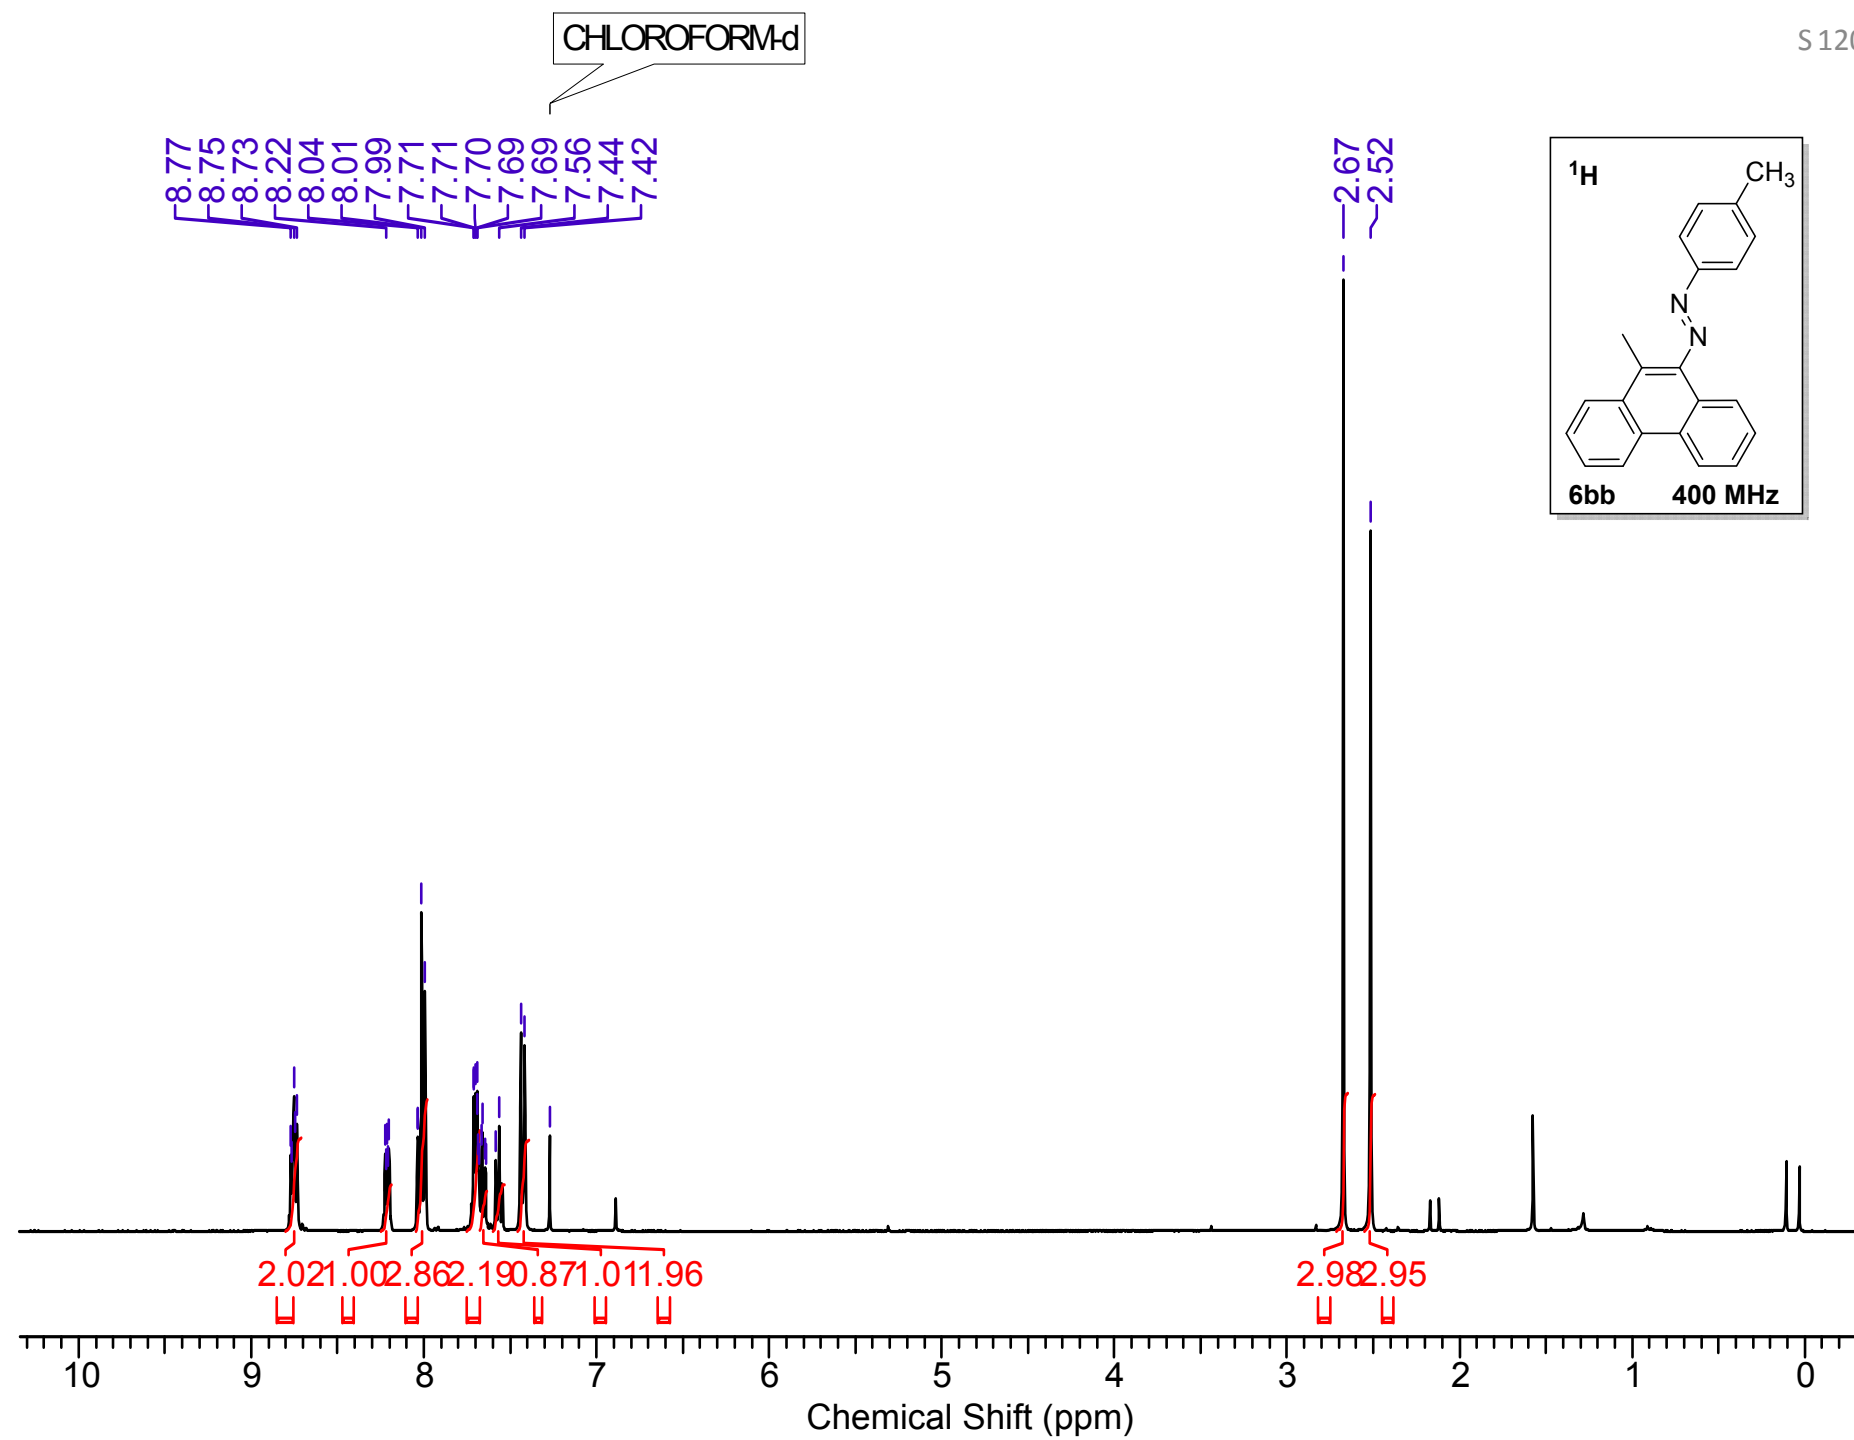 CHLOROFORM-d
S 120
8.77
8.75
8.73
8.22
8.04
8.01
7.99
7.71
7.71
7.70
7.69
7.69
7.56
7.44
7.42
2.67
2.52
¹H
CH₃
N
N
6bb 400 MHz
2.02 1.00 2.86 2.19 0.87 1.01 1.96 2.98 2.95
10 9 8 7 6 5 4 3 2 1 0
Chemical Shift (ppm)